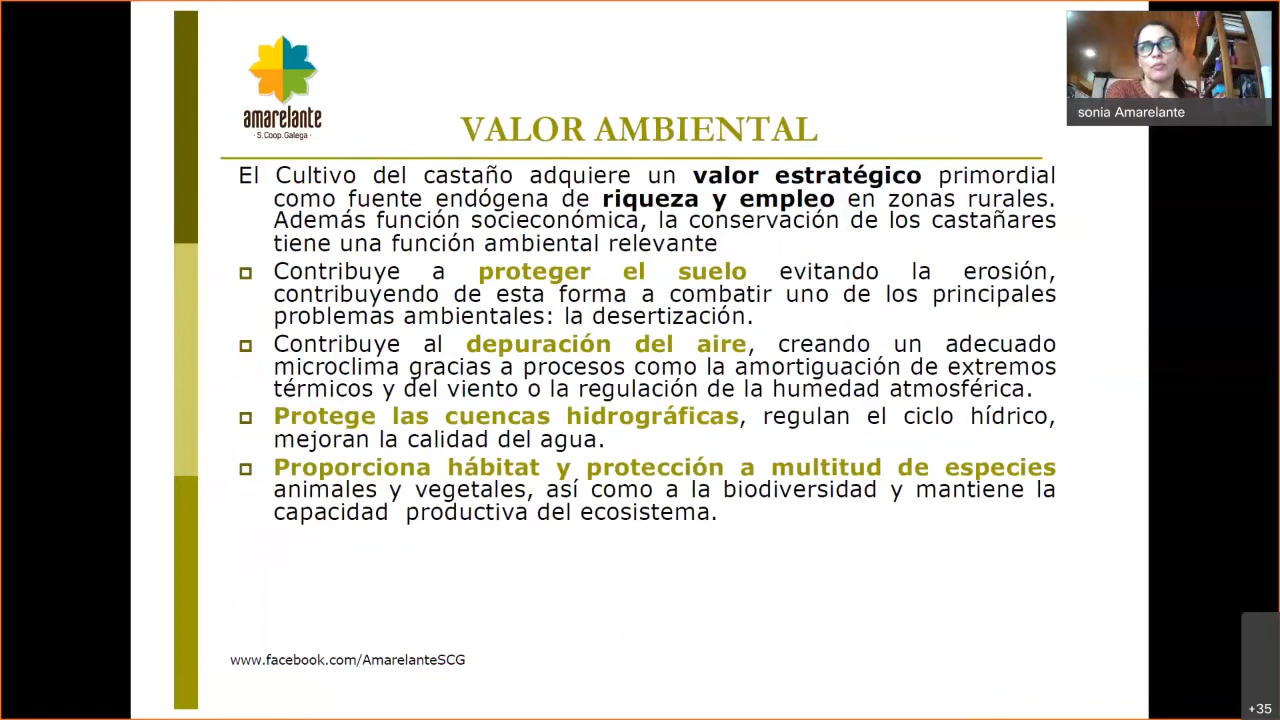 amarelante
· S.Coop.Galega ·
sonia Amarelante
VALOR AMBIENTAL
El Cultivo del castaño adquiere un valor estratégico primordial
como fuente endógena de riqueza y empleo en zonas rurales.
Además función socieconómica, la conservación de los castañares
tiene una función ambiental relevante
Contribuye a proteger el suelo evitando la erosión,
contribuyendo de esta forma a combatir uno de los principales
problemas ambientales: la desertización.
Contribuye al depuración del aire, creando un adecuado
microclima gracias a procesos como la amortiguación de extremos
térmicos y del viento o la regulación de la humedad atmosférica.
Protege las cuencas hidrográficas, regulan el ciclo hídrico,
mejoran la calidad del agua.
Proporciona hábitat y protección a multitud de especies
animales y vegetales, así como a la biodiversidad y mantiene la
capacidad productiva del ecosistema.
www.facebook.com/AmarelanteSCG
+35